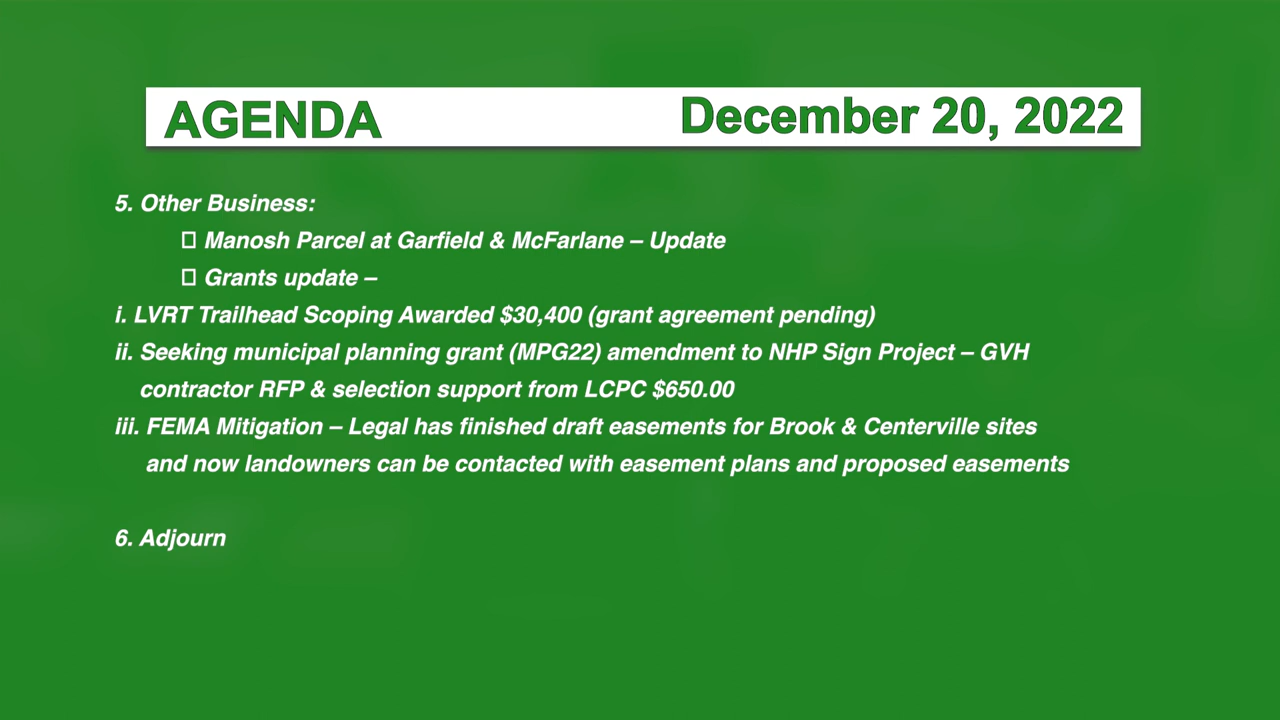 AGENDA December 20, 2022
5. Other Business:
▯ Manosh Parcel at Garfield & McFarlane – Update
▯ Grants update –
i. LVRT Trailhead Scoping Awarded $30,400 (grant agreement pending)
ii. Seeking municipal planning grant (MPG22) amendment to NHP Sign Project – GVH
contractor RFP & selection support from LCPC $650.00
iii. FEMA Mitigation – Legal has finished draft easements for Brook & Centerville sites
and now landowners can be contacted with easement plans and proposed easements
6. Adjourn